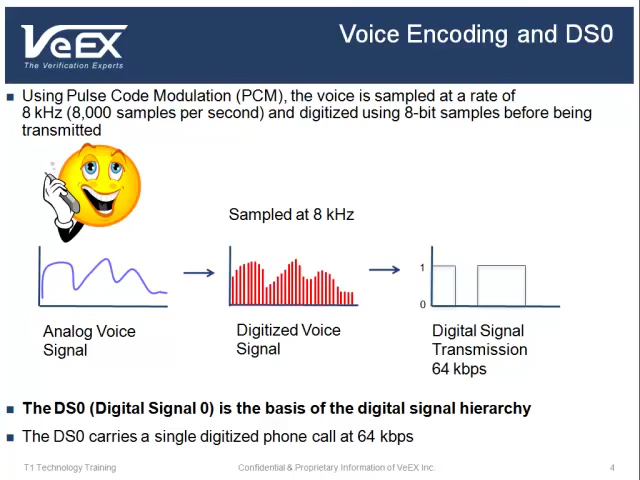 VeEX
The Verification Experts
Voice Encoding and DS0
Using Pulse Code Modulation (PCM), the voice is sampled at a rate of
8 kHz (8,000 samples per second) and digitized using 8-bit samples before being
transmitted
Sampled at 8 kHz
1
0
Analog Voice
Signal
Digitized Voice
Signal
Digital Signal
Transmission
64 kbps
The DS0 (Digital Signal 0) is the basis of the digital signal hierarchy
The DS0 carries a single digitized phone call at 64 kbps
T1 Technology Training
Confidential & Proprietary Information of VeEX Inc.
4